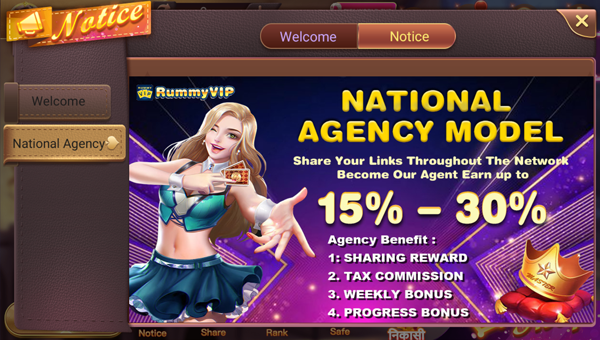 Notice
Welcome
Notice
Welcome
National Agency
RummyVIP
NATIONAL
AGENCY MODEL
Share Your Links Throughout The Network
Become Our Agent Earn up to
15% – 30%
Agency Benefit :
1: SHARING REWARD
2. TAX COMMISSION
3. WEEKLY BONUS
4. PROGRESS BONUS
Notice
Share
Rank
Safe
निकासी